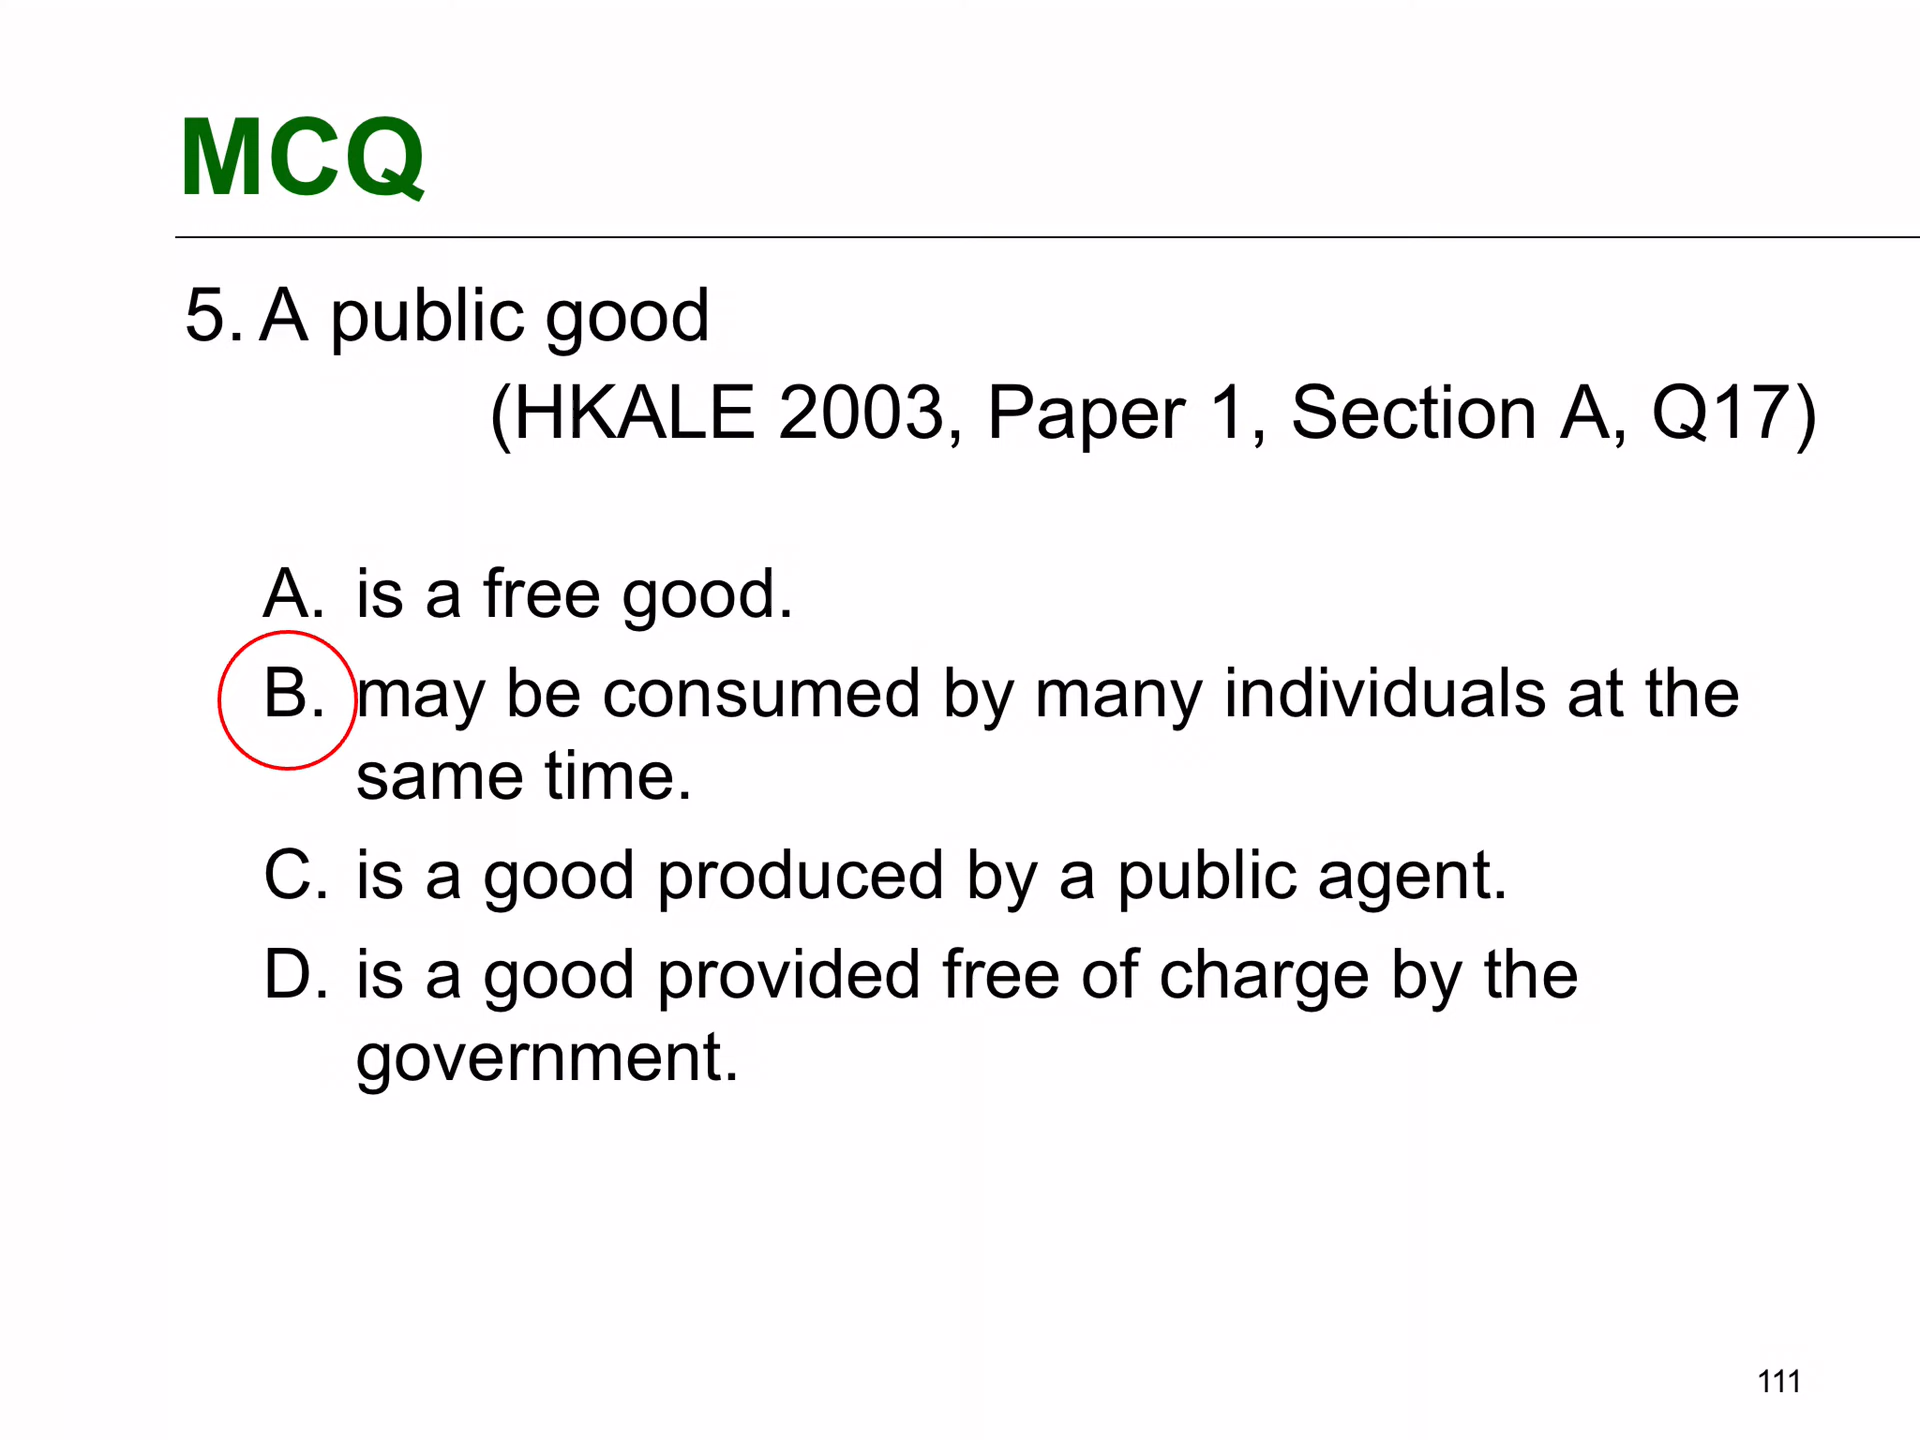 MCQ
5. A public good
(HKALE 2003, Paper 1, Section A, Q17)
A. is a free good.
B. may be consumed by many individuals at the
same time.
C. is a good produced by a public agent.
D. is a good provided free of charge by the
government.
111